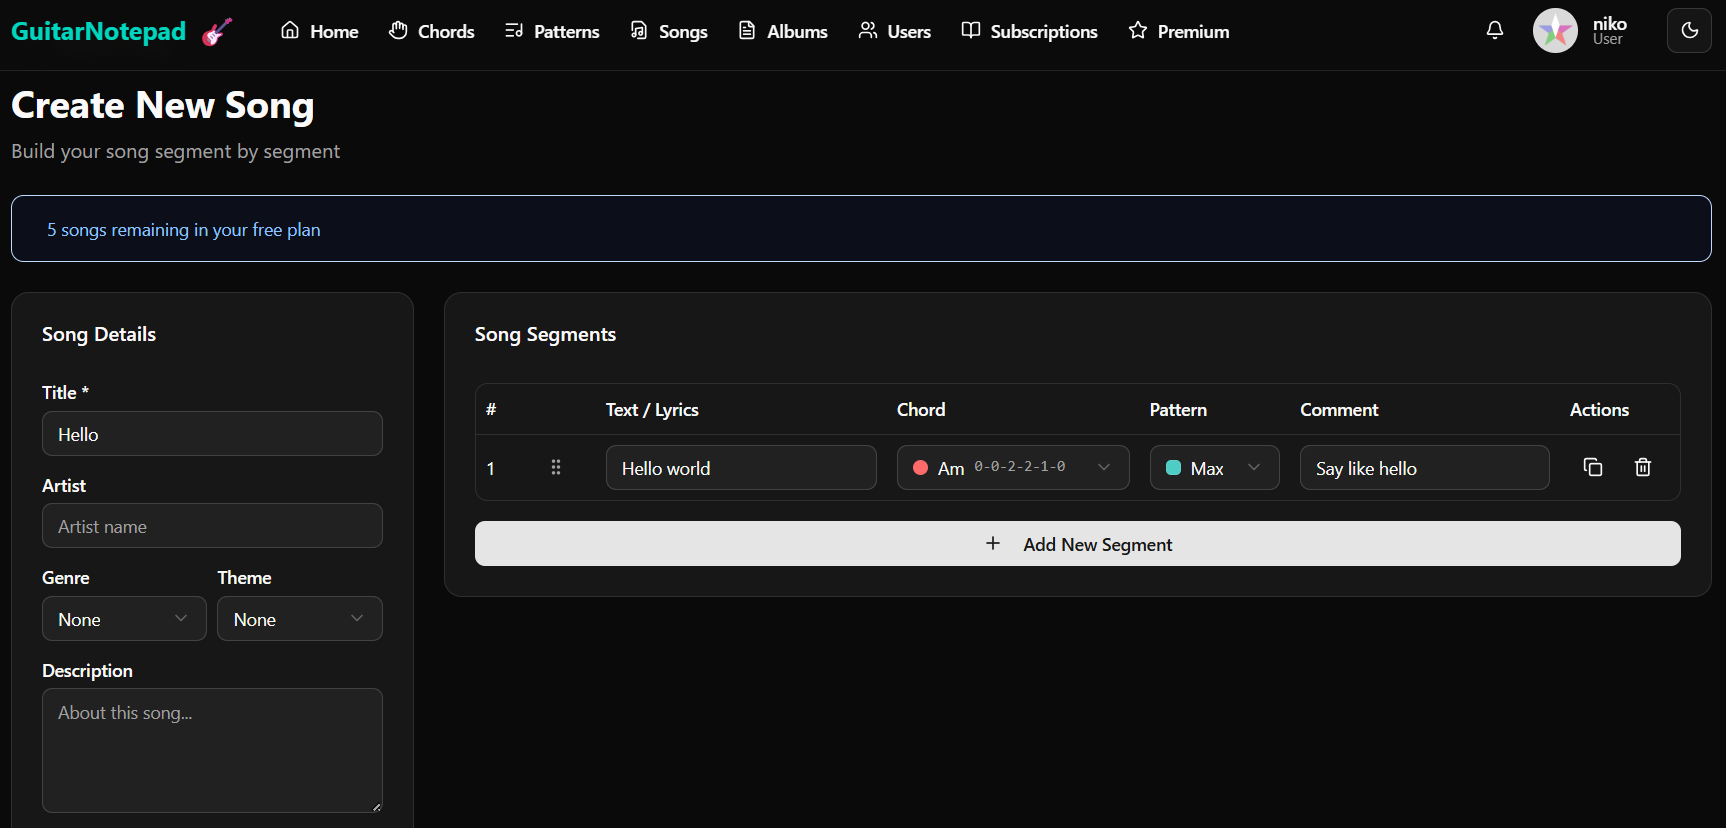 GuitarNotepad
Home
Chords
Patterns
Songs
Albums
Users
Subscriptions
Premium
niko
User
Create New Song
Build your song segment by segment
5 songs remaining in your free plan
Song Details
Title *
Hello
Artist
Artist name
Genre
Theme
None
None
Description
About this song...
Song Segments
# Text / Lyrics Chord Pattern Comment Actions
1 Hello world Am 0-0-2-2-1-0 Max Say like hello
+ Add New Segment